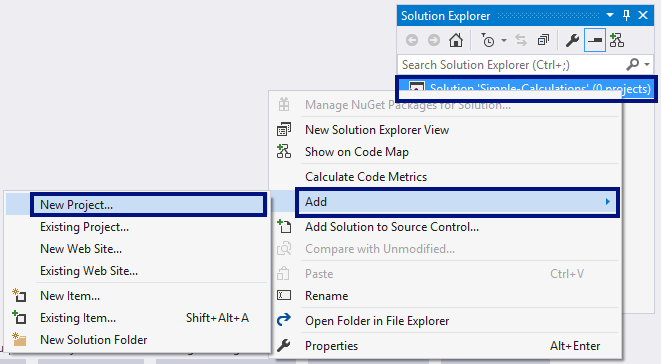 Solution Explorer
Search Solution Explorer (Ctrl+;)
Solution 'Simple-Calculations' (0 projects)
Manage NuGet Packages for Solution...
New Solution Explorer View
Show on Code Map
Calculate Code Metrics
Add
Add Solution to Source Control...
Compare with Unmodified...
Paste Ctrl+V
Rename
Open Folder in File Explorer
Properties Alt+Enter
New Project...
Existing Project...
New Web Site...
Existing Web Site...
New Item...
Existing Item... Shift+Alt+A
New Solution Folder